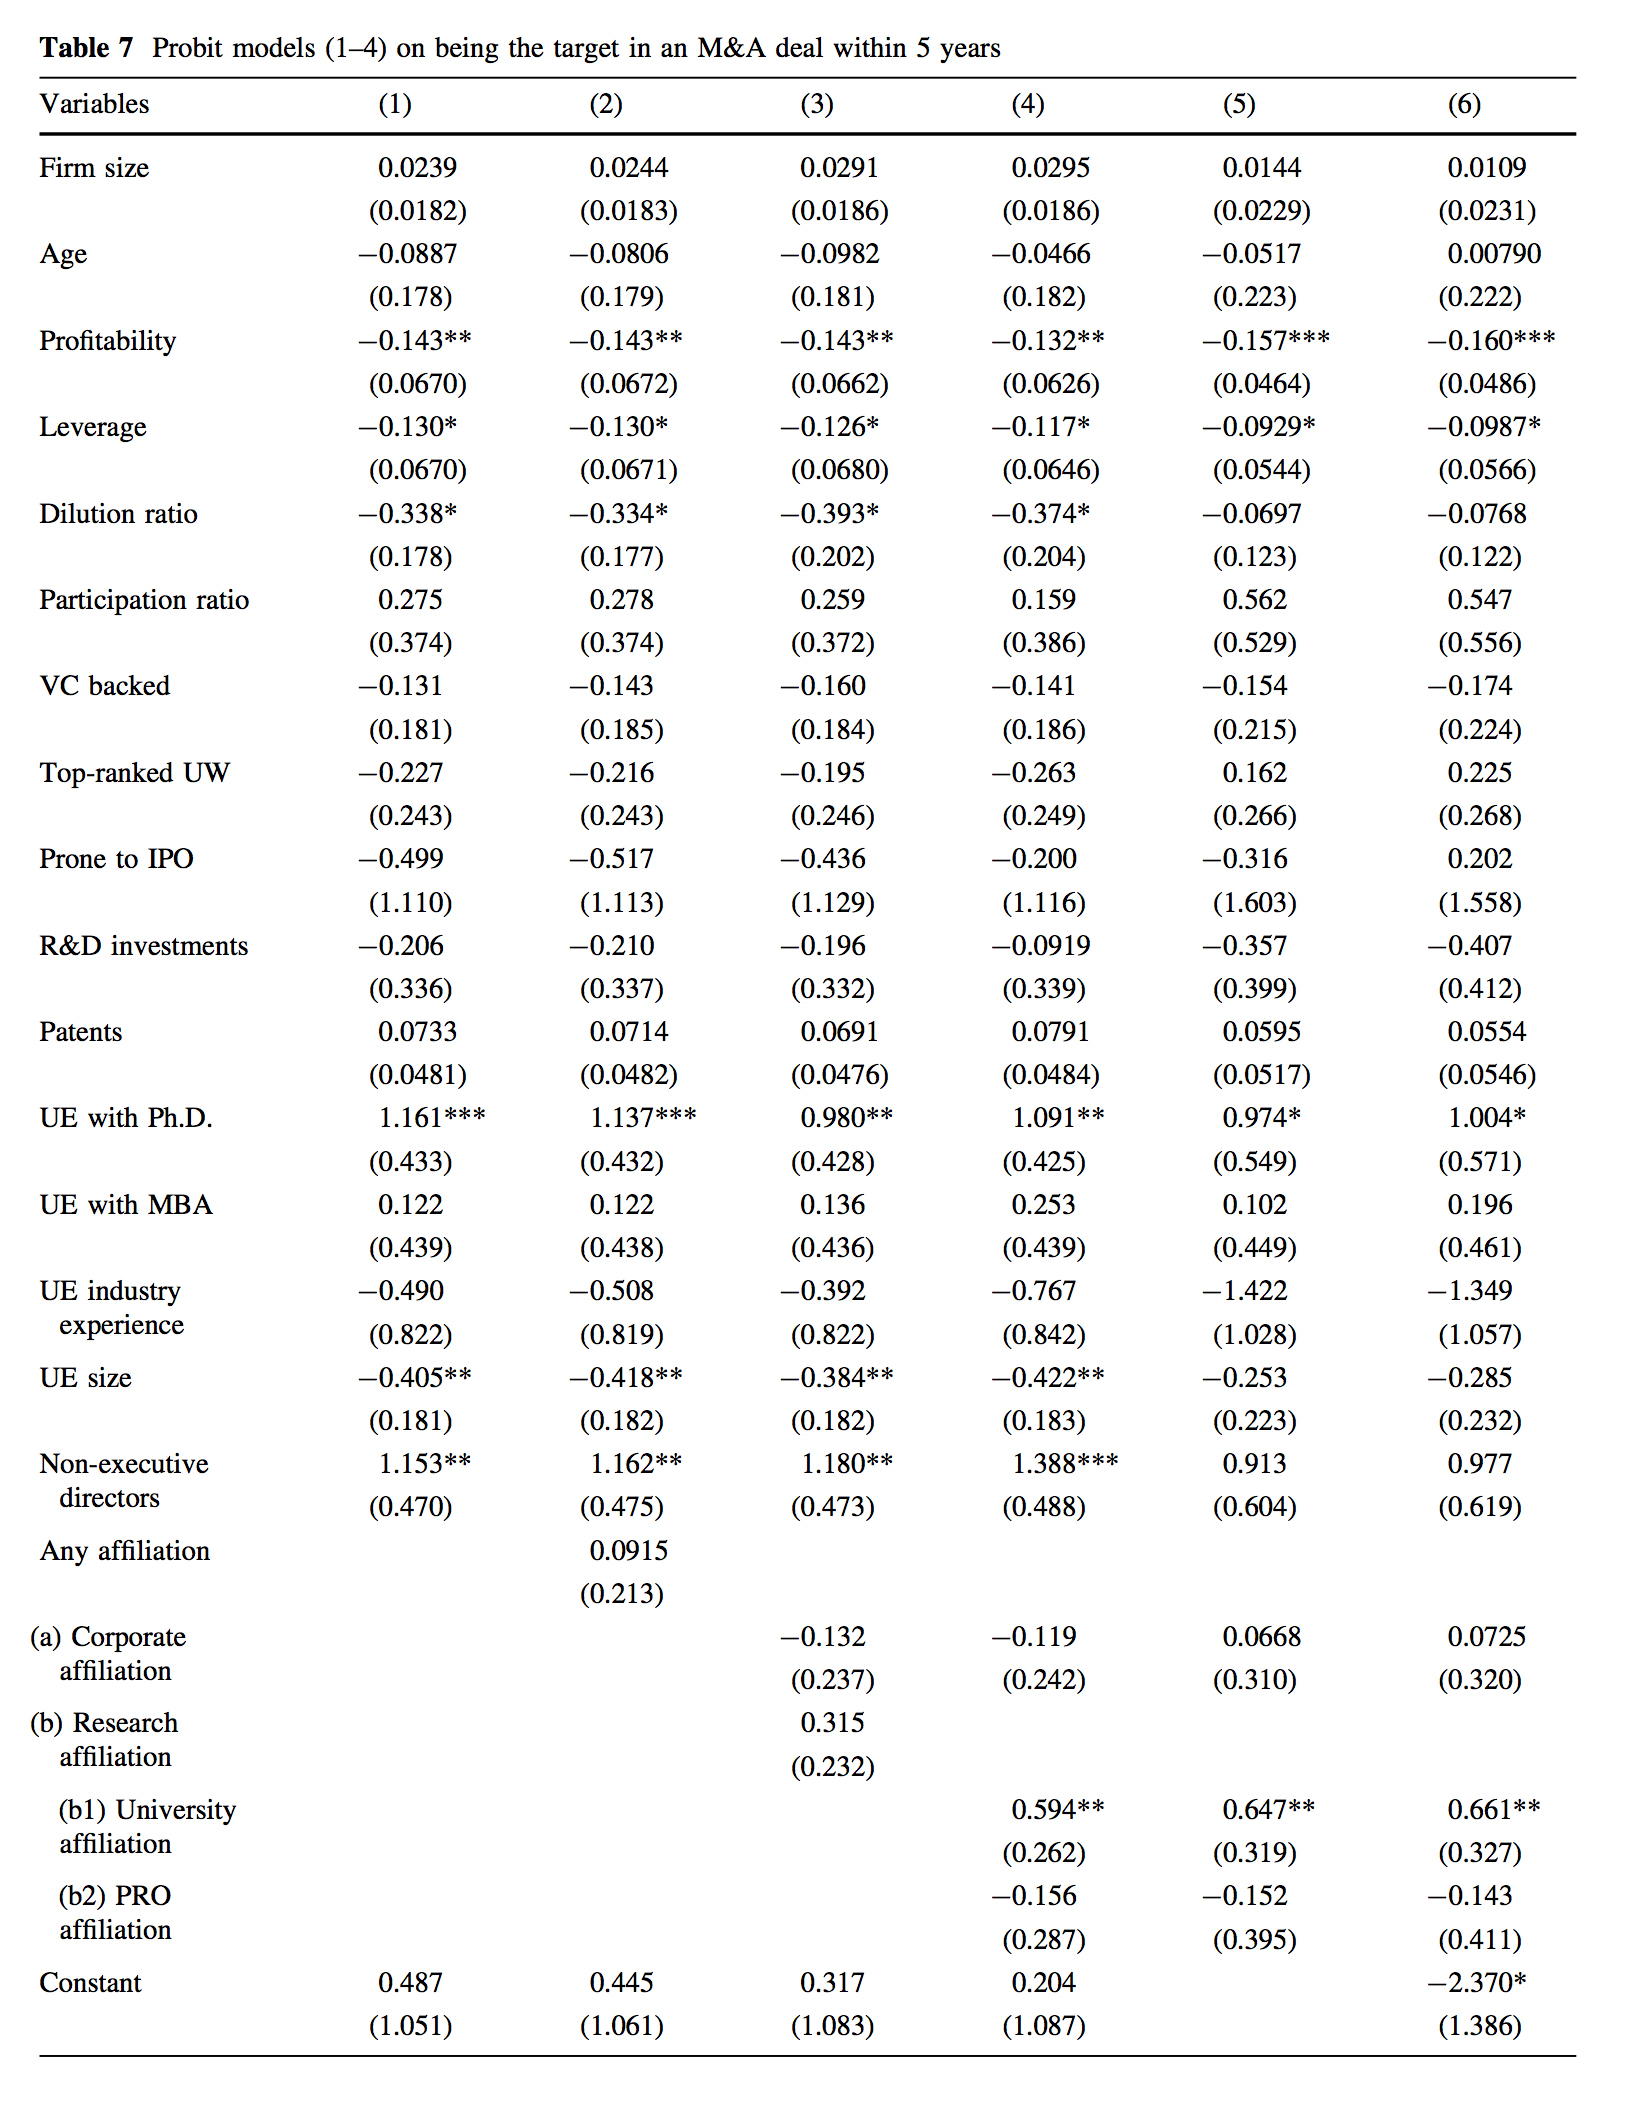 Table 7 Probit models (1–4) on being the target in an M&A deal within 5 years
Variables (1) (2) (3) (4) (5) (6)
Firm size 0.0239 0.0244 0.0291 0.0295 0.0144 0.0109
(0.0182) (0.0183) (0.0186) (0.0186) (0.0229) (0.0231)
Age −0.0887 −0.0806 −0.0982 −0.0466 −0.0517 0.00790
(0.178) (0.179) (0.181) (0.182) (0.223) (0.222)
Profitability −0.143** −0.143** −0.143** −0.132** −0.157*** −0.160***
(0.0670) (0.0672) (0.0662) (0.0626) (0.0464) (0.0486)
Leverage −0.130* −0.130* −0.126* −0.117* −0.0929* −0.0987*
(0.0670) (0.0671) (0.0680) (0.0646) (0.0544) (0.0566)
Dilution ratio −0.338* −0.334* −0.393* −0.374* −0.0697 −0.0768
(0.178) (0.177) (0.202) (0.204) (0.123) (0.122)
Participation ratio 0.275 0.278 0.259 0.159 0.562 0.547
(0.374) (0.374) (0.372) (0.386) (0.529) (0.556)
VC backed −0.131 −0.143 −0.160 −0.141 −0.154 −0.174
(0.181) (0.185) (0.184) (0.186) (0.215) (0.224)
Top-ranked UW −0.227 −0.216 −0.195 −0.263 0.162 0.225
(0.243) (0.243) (0.246) (0.249) (0.266) (0.268)
Prone to IPO −0.499 −0.517 −0.436 −0.200 −0.316 0.202
(1.110) (1.113) (1.129) (1.116) (1.603) (1.558)
R&D investments −0.206 −0.210 −0.196 −0.0919 −0.357 −0.407
(0.336) (0.337) (0.332) (0.339) (0.399) (0.412)
Patents 0.0733 0.0714 0.0691 0.0791 0.0595 0.0554
(0.0481) (0.0482) (0.0476) (0.0484) (0.0517) (0.0546)
UE with Ph.D. 1.161*** 1.137*** 0.980** 1.091** 0.974* 1.004*
(0.433) (0.432) (0.428) (0.425) (0.549) (0.571)
UE with MBA 0.122 0.122 0.136 0.253 0.102 0.196
(0.439) (0.438) (0.436) (0.439) (0.449) (0.461)
UE industry −0.490 −0.508 −0.392 −0.767 −1.422 −1.349
experience (0.822) (0.819) (0.822) (0.842) (1.028) (1.057)
UE size −0.405** −0.418** −0.384** −0.422** −0.253 −0.285
(0.181) (0.182) (0.182) (0.183) (0.223) (0.232)
Non-executive 1.153** 1.162** 1.180** 1.388*** 0.913 0.977
directors (0.470) (0.475) (0.473) (0.488) (0.604) (0.619)
Any affiliation 0.0915
(0.213)
(a) Corporate −0.132 −0.119 0.0668 0.0725
affiliation (0.237) (0.242) (0.310) (0.320)
(b) Research 0.315
affiliation (0.232)
(b1) University 0.594** 0.647** 0.661**
affiliation (0.262) (0.319) (0.327)
(b2) PRO −0.156 −0.152 −0.143
affiliation (0.287) (0.395) (0.411)
Constant 0.487 0.445 0.317 0.204 −2.370*
(1.051) (1.061) (1.083) (1.087) (1.386)